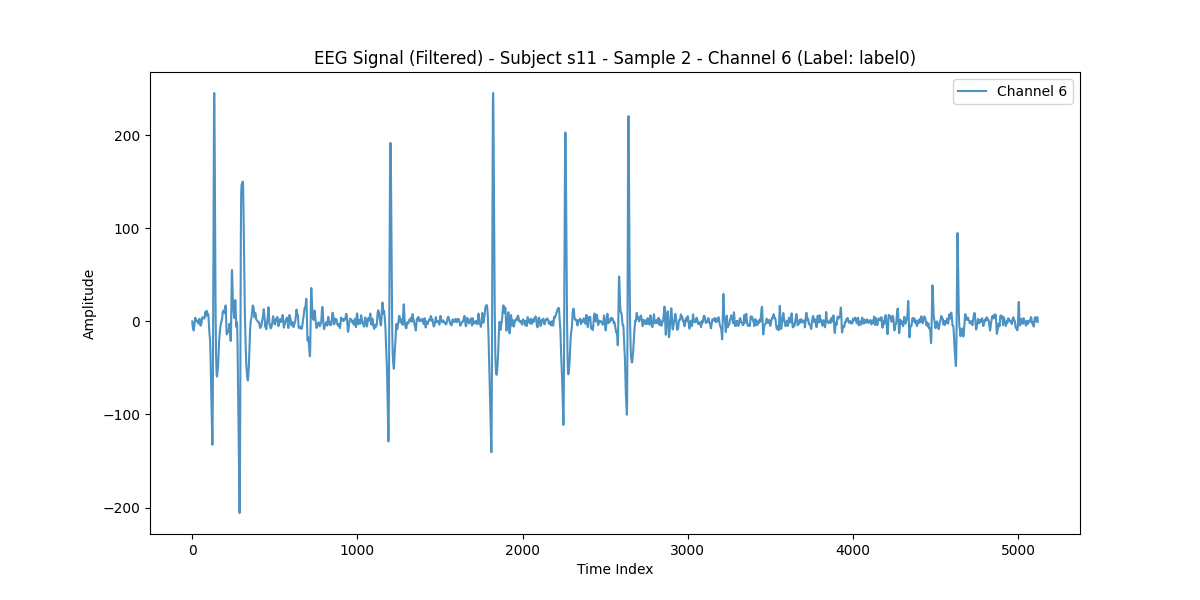 EEG Signal (Filtered) - Subject s11 - Sample 2 - Channel 6 (Label: label0)
Channel 6
200
100
0
−100
−200
Amplitude
0 1000 2000 3000 4000 5000
Time Index